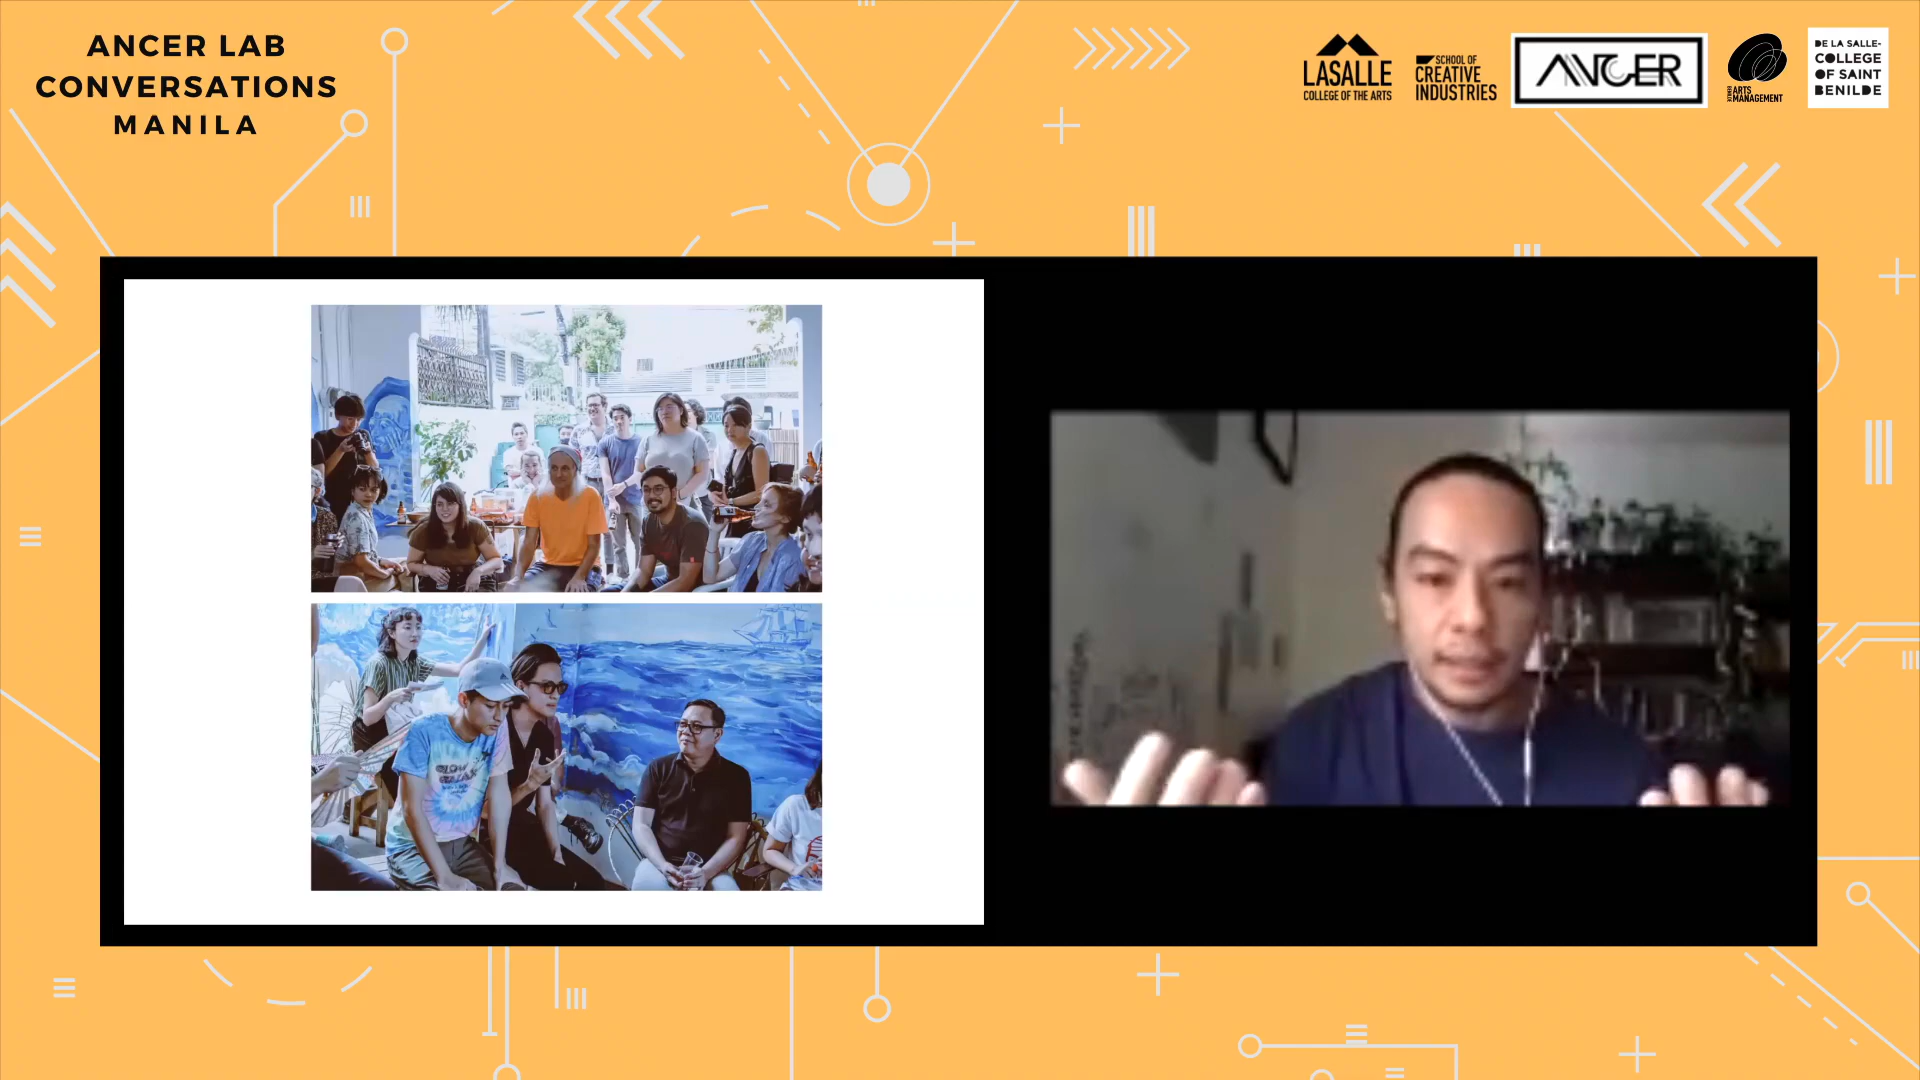 ANCER LAB
CONVERSATIONS
MANILA
LASALLE
COLLEGE OF THE ARTS
SCHOOL OF
CREATIVE
INDUSTRIES
ANCER
BENILDE
ARTS
MANAGEMENT
DE LA SALLE-
COLLEGE
OF SAINT
BENILDE